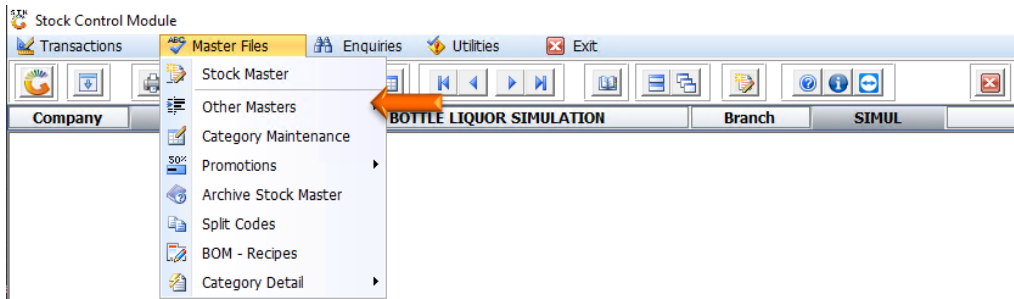 Stock Control Module
Transactions Master Files Enquiries Utilities Exit
Stock Master
Other Masters
Company BOTTLE LIQUOR SIMULATION Branch SIMUL
Category Maintenance
Promotions
Archive Stock Master
Split Codes
BOM - Recipes
Category Detail